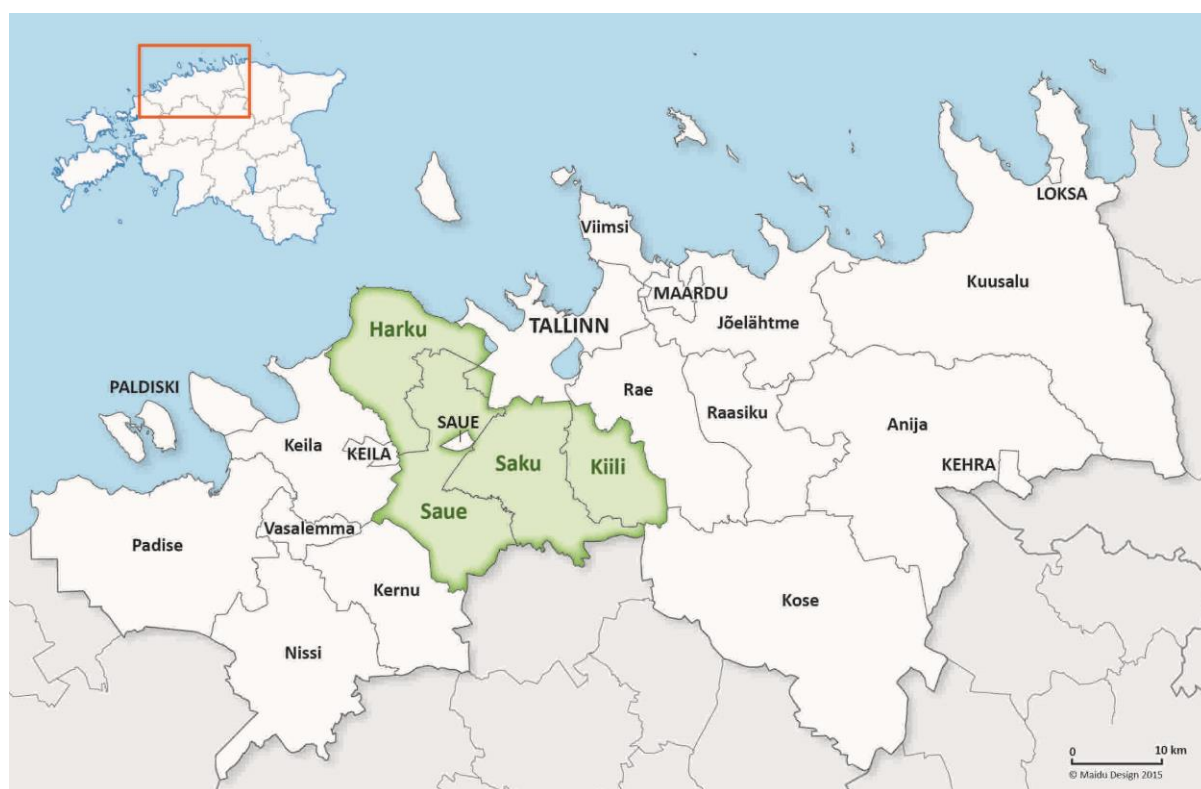 LOKSA
Viimsi
Kuusalu
MAARDU
Jõelähtme
TALLINN
Harku
PALDISKI
Rae
Raasiku
SAUE
Anija
Keila
KEILA
Saku
Kiili
KEHRA
Saue
Vasalemma
Padise
Kernu
Kose
Nissi
0 10 km
© Maidu Design 2015